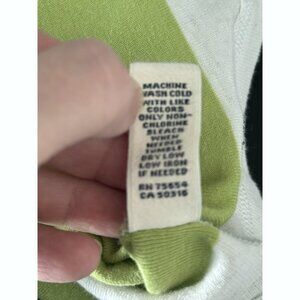 MACHINE
WASH COLD
WITH LIKE
COLORS
ONLY NON-
CHLORINE
BLEACH
WHEN
NEEDED
TUMBLE
DRY LOW
LOW IRON
IF NEEDED
RN 75654
CA 50316